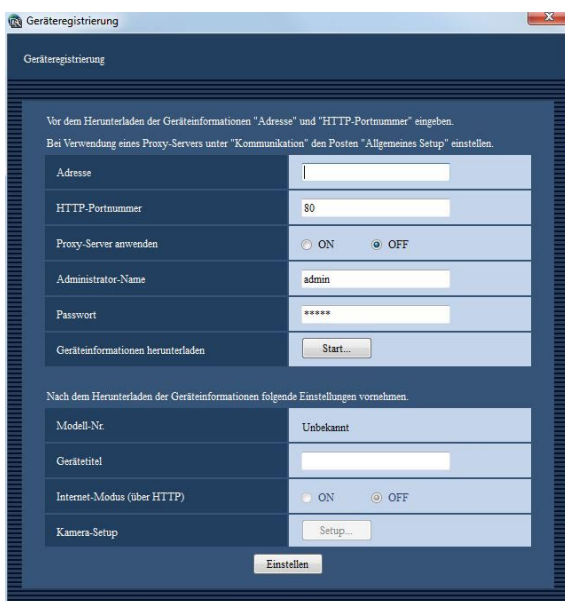 Geräteregistrierung
Geräteregistrierung
Vor dem Herunterladen der Geräteinformationen "Adresse" und "HTTP-Portnummer" eingeben.
Bei Verwendung eines Proxy-Servers unter "Kommunikation" den Posten "Allgemeines Setup" einstellen.
Adresse
HTTP-Portnummer 80
Proxy-Server anwenden ON OFF
Administrator-Name admin
Passwort *****
Geräteinformationen herunterladen Start...
Nach dem Herunterladen der Geräteinformationen folgende Einstellungen vornehmen.
Modell-Nr. Unbekannt
Gerätetitel
Internet-Modus (über HTTP) ON OFF
Kamera-Setup Setup...
Einstellen